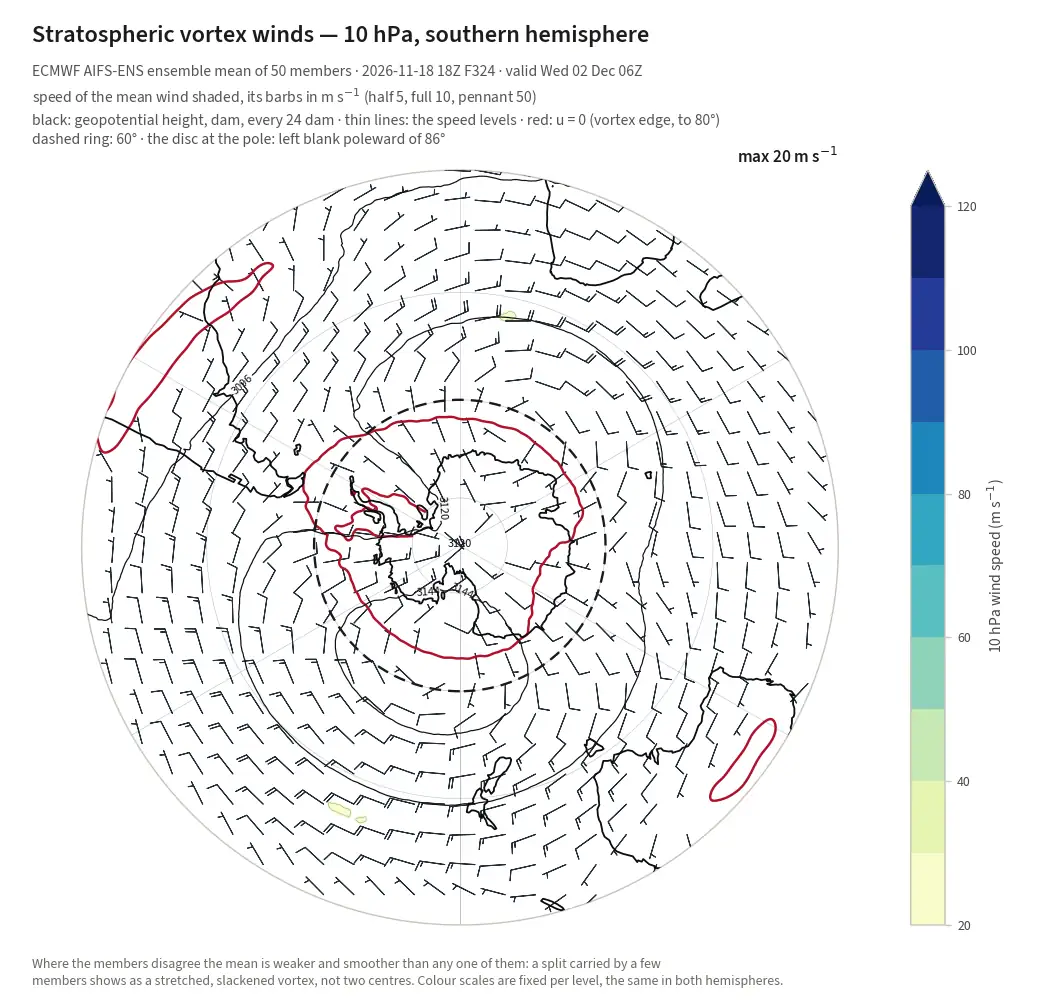 Stratospheric vortex winds — 10 hPa, southern hemisphere
ECMWF AIFS-ENS ensemble mean of 50 members · 2026-11-18 18Z F324 · valid Wed 02 Dec 06Z
speed of the mean wind shaded, its barbs in m s⁻¹ (half 5, full 10, pennant 50)
black: geopotential height, dam, every 24 dam · thin lines: the speed levels · red: u = 0 (vortex edge, to 80°)
dashed ring: 60° · the disc at the pole: left blank poleward of 86°
max 20 m s⁻¹
120
100
80
60
40
20
10 hPa wind speed (m s⁻¹)
3096
3120
3144
Where the members disagree the mean is weaker and smoother than any one of them: a split carried by a few
members shows as a stretched, slackened vortex, not two centres. Colour scales are fixed per level, the same in both hemispheres.